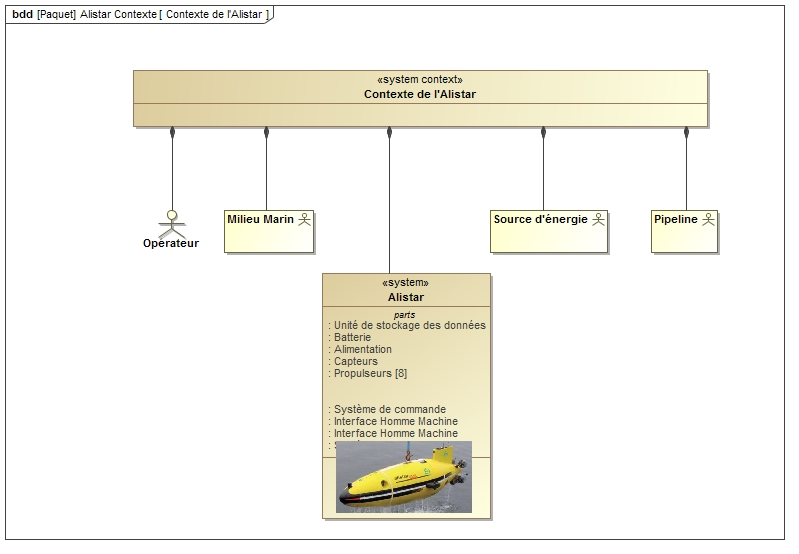 bdd [Paquet] Alistar Contexte [ Contexte de l'Alistar ]
«system context»
Contexte de l'Alistar
Opérateur
Milieu Marin
Source d'énergie
Pipeline
«system»
Alistar
parts
: Unité de stockage des données
: Batterie
: Alimentation
: Capteurs
: Propulseurs [8]
: Système de commande
: Interface Homme Machine
: Interface Homme Machine